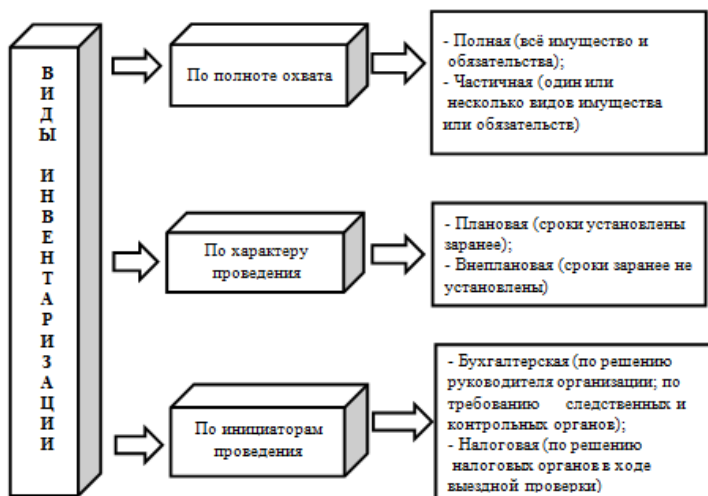 ВИДЫ ИНВЕНТАРИЗАЦИИ
По полноте охвата
- Полная (всё имущество и
обязательства);
- Частичная (один или
несколько видов имущества
или обязательств)
По характеру
проведения
- Плановая (сроки установлены
заранее);
- Внеплановая (сроки заранее не
установлены)
По инициаторам
проведения
- Бухгалтерская (по решению
руководителя организации; по
требованию следственных и
контрольных органов);
- Налоговая (по решению
налоговых органов в ходе
выездной проверки)